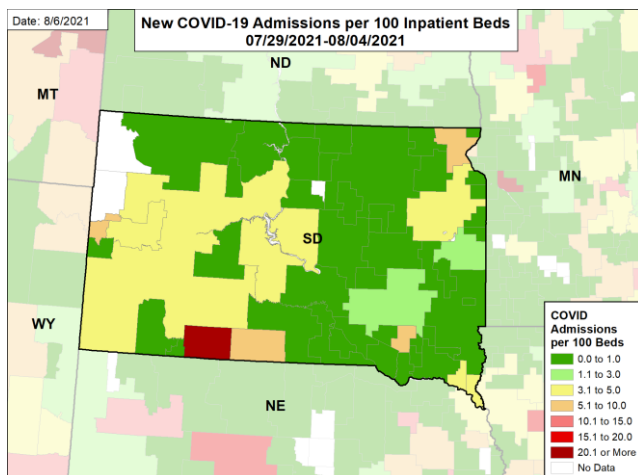 Date: 8/6/2021
New COVID-19 Admissions per 100 Inpatient Beds
07/29/2021-08/04/2021
ND
MT
MN
SD
WY
NE
COVID
Admissions
per 100 Beds
0.0 to 1.0
1.1 to 3.0
3.1 to 5.0
5.1 to 10.0
10.1 to 15.0
15.1 to 20.0
20.1 or More
No Data